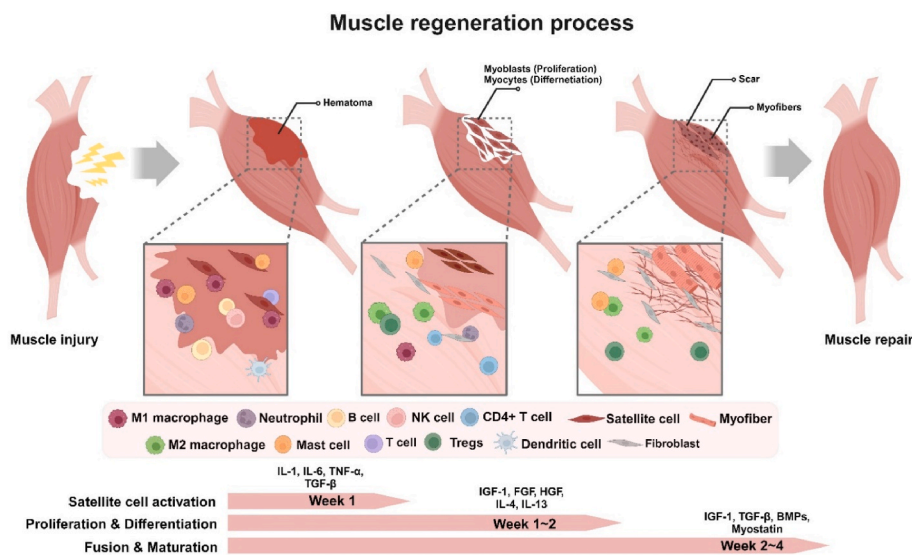 Muscle regeneration process
Hematoma
Myoblasts (Proliferation)
Myocytes (Differnetiation)
Scar
Myofibers
Muscle injury
Muscle repair
M1 macrophage
Neutrophil
B cell
NK cell
CD4+ T cell
Satellite cell
Myofiber
M2 macrophage
Mast cell
T cell
Tregs
Dendritic cell
Fibroblast
IL-1, IL-6, TNF-α,
TGF-β
Satellite cell activation
Week 1
IGF-1, FGF, HGF,
IL-4, IL-13
Proliferation & Differentiation
Week 1~2
IGF-1, TGF-β, BMPs,
Myostatin
Fusion & Maturation
Week 2~4